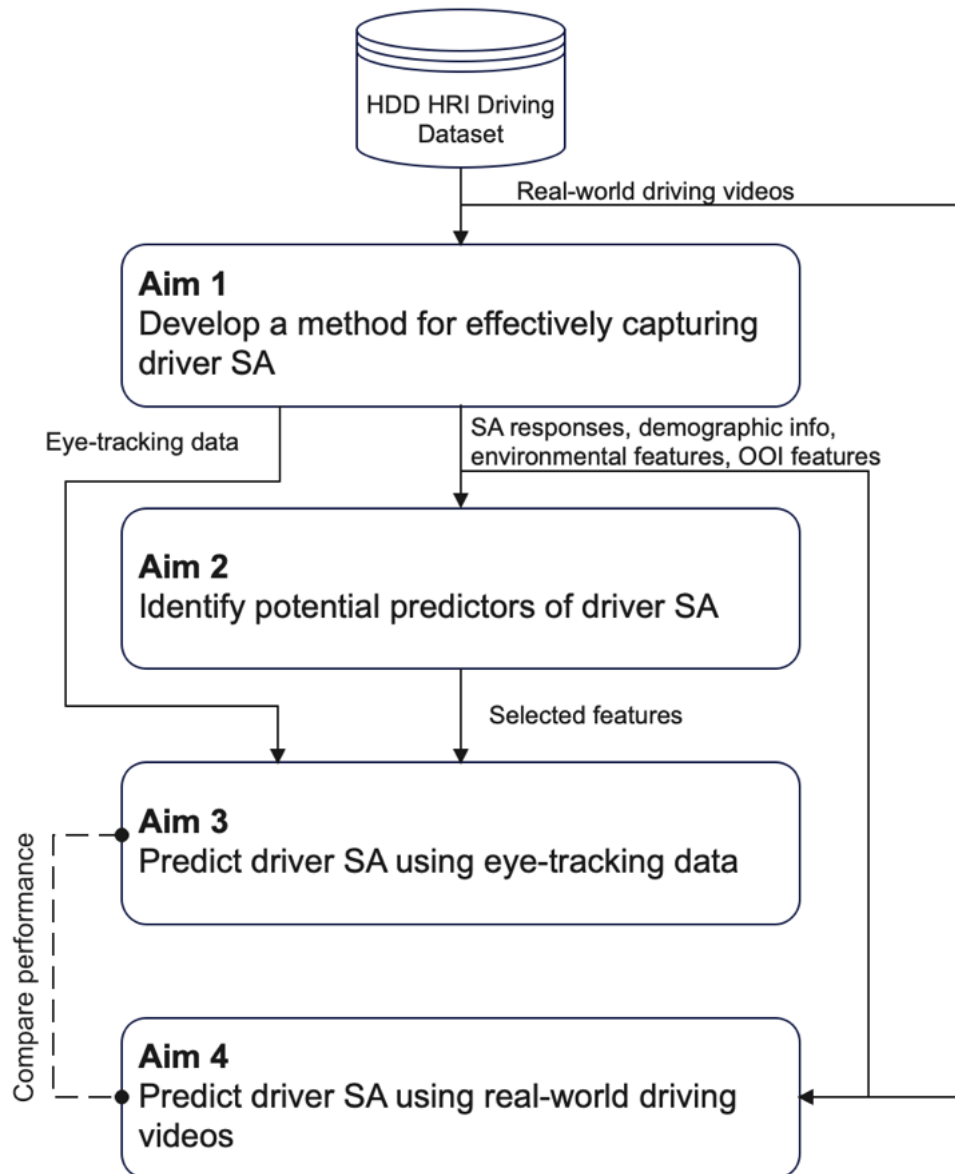 HDD HRI Driving
Dataset
Real-world driving videos
Aim 1
Develop a method for effectively capturing
driver SA
Eye-tracking data
SA responses, demographic info,
environmental features, OOI features
Aim 2
Identify potential predictors of driver SA
Selected features
Aim 3
Predict driver SA using eye-tracking data
Compare performance
Aim 4
Predict driver SA using real-world driving
videos